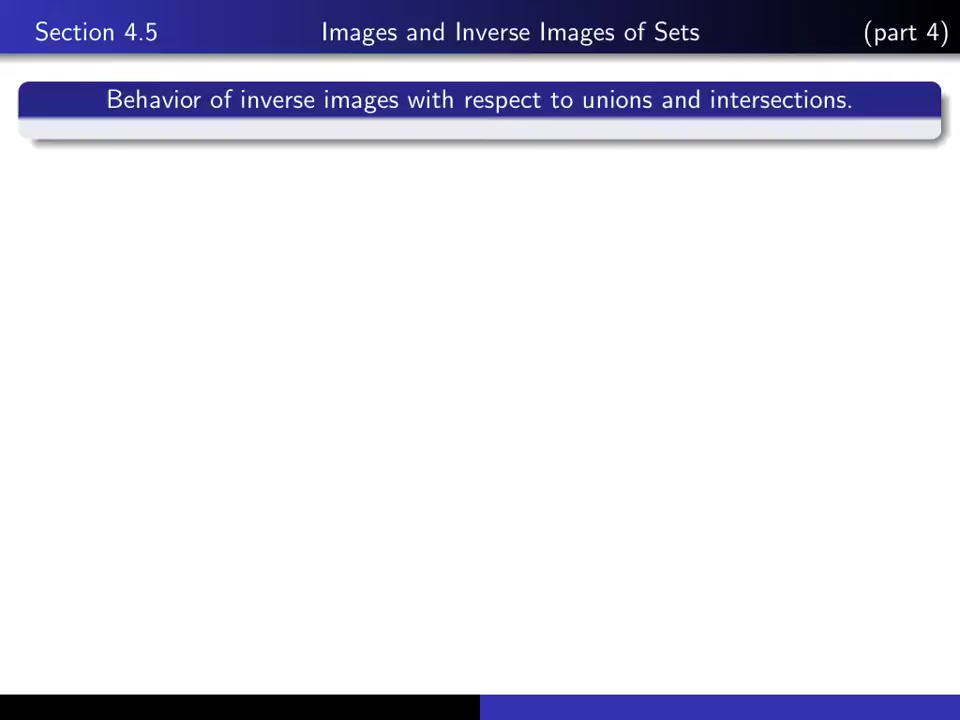 Section 4.5 Images and Inverse Images of Sets (part 4)
Behavior of inverse images with respect to unions and intersections.